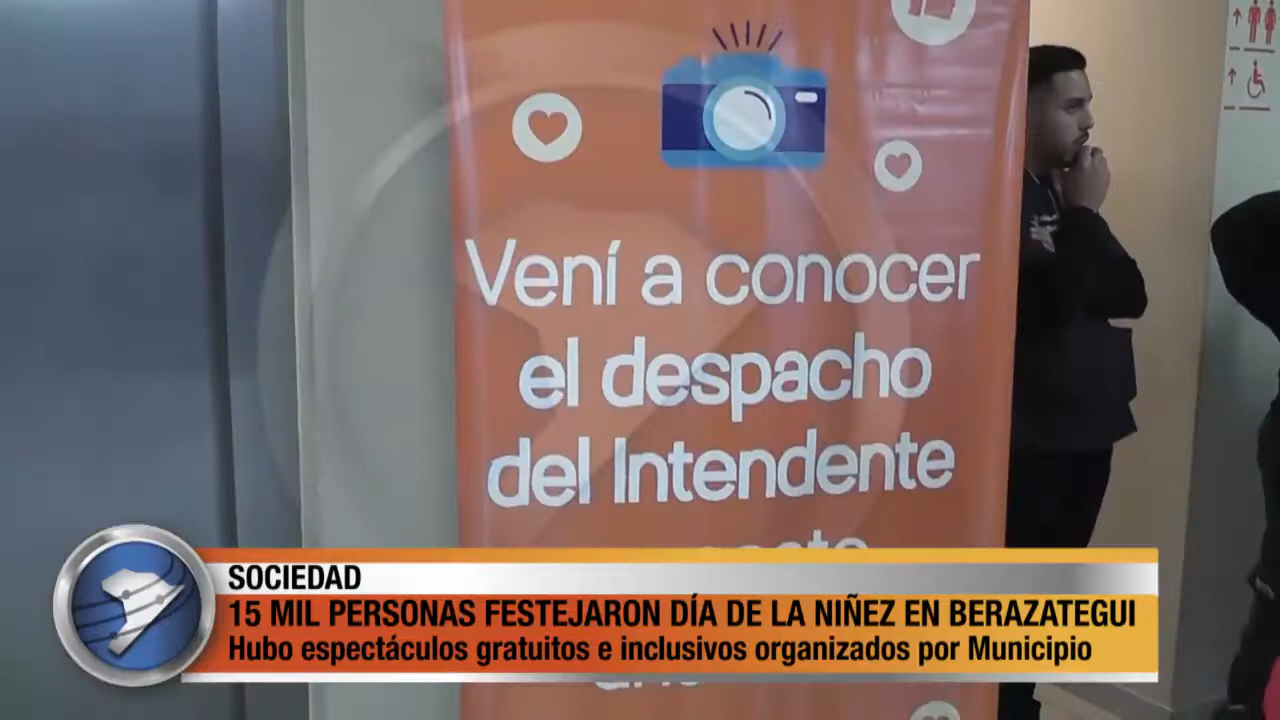 Vení a conocer
el despacho
del Intendente
SOCIEDAD
15 MIL PERSONAS FESTEJARON DÍA DE LA NIÑEZ EN BERAZATEGUI
Hubo espectáculos gratuitos e inclusivos organizados por Municipio